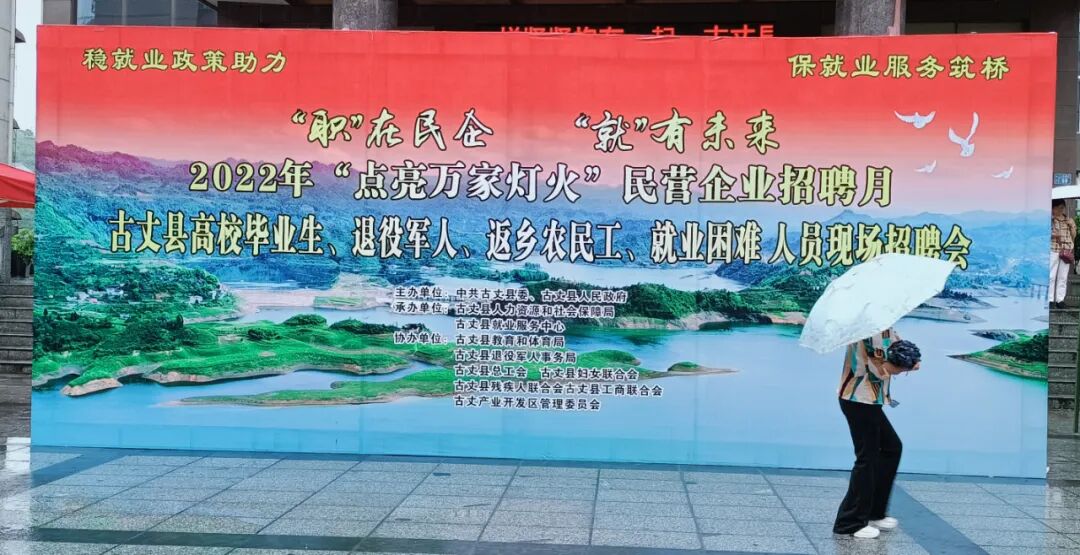 古丈县
稳就业政策助力
保就业服务筑桥
“职”在民企 “就”有未来
2022年“点亮万家灯火”民营企业招聘月
古丈县高校毕业生、退役军人、返乡农民工、就业困难人员现场招聘会
主办单位：中共古丈县委、古丈县人民政府
承办单位：古丈县人力资源和社会保障局
古丈县就业服务中心
协办单位：古丈县教育和体育局
古丈县退役军人事务局
古丈县总工会 古丈县妇女联合会
古丈县残疾人联合会古丈县工商联合会
古丈产业开发区管理委员会